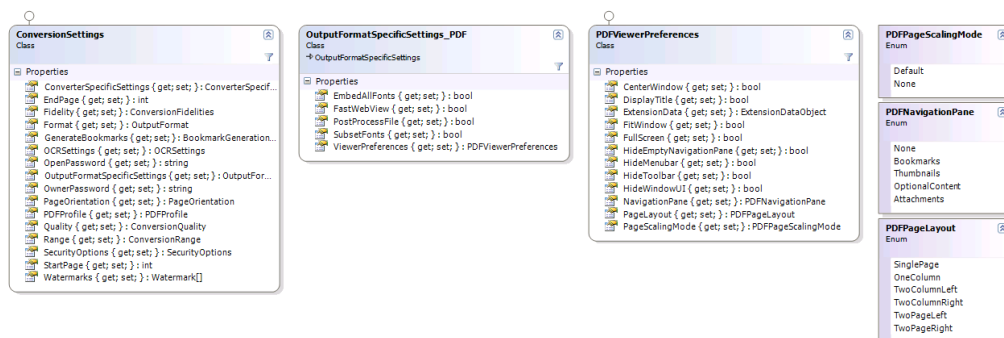 ConversionSettings
Class
Properties
ConverterSpecificSettings { get; set; } : ConverterSpecif...
EndPage { get; set; } : int
Fidelity { get; set; } : ConversionFidelities
Format { get; set; } : OutputFormat
GenerateBookmarks { get; set; } : BookmarkGeneration...
OCRSettings { get; set; } : OCRSettings
OpenPassword { get; set; } : string
OutputFormatSpecificSettings { get; set; } : OutputFor...
OwnerPassword { get; set; } : string
PageOrientation { get; set; } : PageOrientation
PDFProfile { get; set; } : PDFProfile
Quality { get; set; } : ConversionQuality
Range { get; set; } : ConversionRange
SecurityOptions { get; set; } : SecurityOptions
StartPage { get; set; } : int
Watermarks { get; set; } : Watermark[]
OutputFormatSpecificSettings_PDF
Class
OutputFormatSpecificSettings
Properties
EmbedAllFonts { get; set; } : bool
FastWebView { get; set; } : bool
PostProcessFile { get; set; } : bool
SubsetFonts { get; set; } : bool
ViewerPreferences { get; set; } : PDFViewerPreferences
PDFViewerPreferences
Class
Properties
CenterWindow { get; set; } : bool
DisplayTitle { get; set; } : bool
ExtensionData { get; set; } : ExtensionDataObject
FitWindow { get; set; } : bool
FullScreen { get; set; } : bool
HideEmptyNavigationPane { get; set; } : bool
HideMenubar { get; set; } : bool
HideToolbar { get; set; } : bool
HideWindowUI { get; set; } : bool
NavigationPane { get; set; } : PDFNavigationPane
PageLayout { get; set; } : PDFPageLayout
PageScalingMode { get; set; } : PDFPageScalingMode
PDFPageScalingMode
Enum
Default
None
PDFNavigationPane
Enum
None
Bookmarks
Thumbnails
OptionalContent
Attachments
PDFPageLayout
Enum
SinglePage
OneColumn
TwoColumnLeft
TwoColumnRight
TwoPageLeft
TwoPageRight